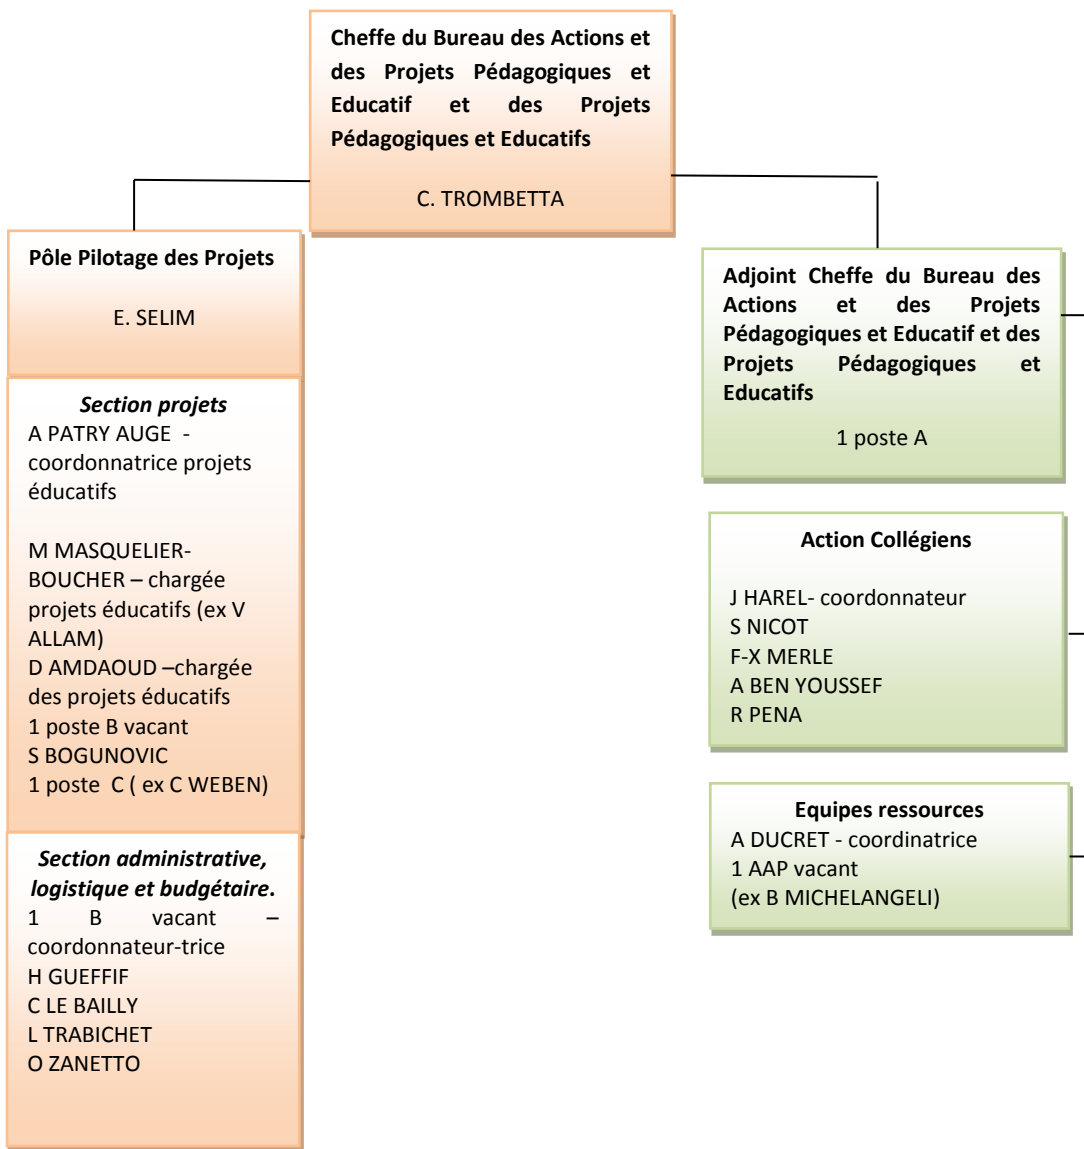 Cheffe du Bureau des Actions et
des Projets Pédagogiques et
Educatif et des Projets
Pédagogiques et Educatifs
C. TROMBETTA
Pôle Pilotage des Projets
E. SELIM
Section projets
A PATRY AUGE -
coordonnatrice projets
éducatifs
M MASQUELIER-
BOUCHER – chargée
projets éducatifs (ex V
ALLAM)
D AMDAOUD –chargée
des projets éducatifs
1 poste B vacant
S BOGUNOVIC
1 poste C ( ex C WEBEN)
Section administrative,
logistique et budgétaire.
1 B vacant –
coordonnateur-trice
H GUEFFIF
C LE BAILLY
L TRABICHET
O ZANETTO
Adjoint Cheffe du Bureau des
Actions et des Projets
Pédagogiques et Educatif et des
Projets Pédagogiques et
Educatifs
1 poste A
Action Collégiens
J HAREL- coordonnateur
S NICOT
F-X MERLE
A BEN YOUSSEF
R PENA
Equipes ressources
A DUCRET - coordinatrice
1 AAP vacant
(ex B MICHELANGELI)